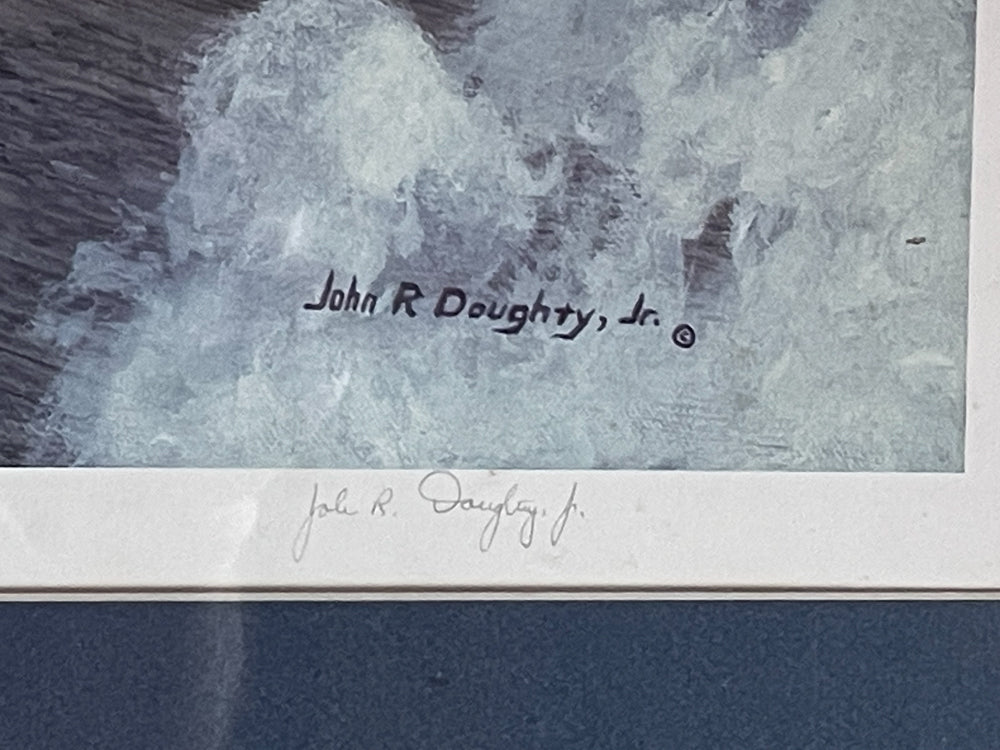 John R Doughty, Jr. ©
John R. Doughty, Jr.